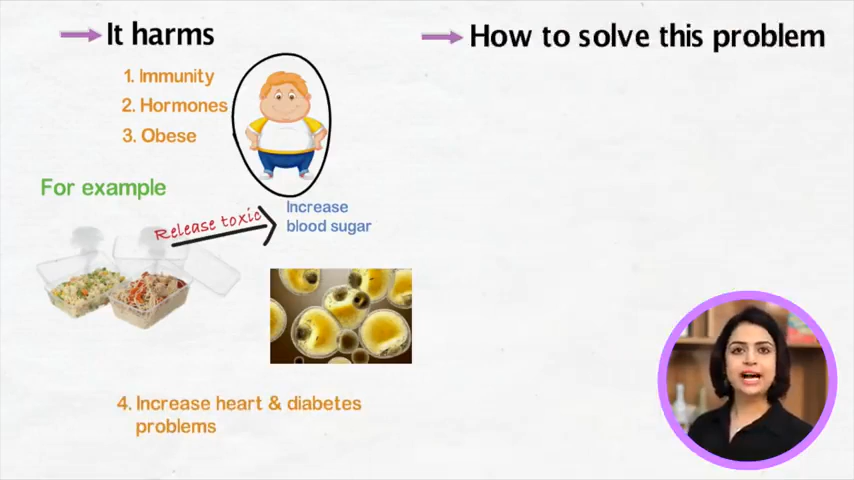 It harms
1. Immunity
2. Hormones
3. Obese
For example
Release toxic
Increase
blood sugar
4. Increase heart & diabetes
problems
How to solve this problem